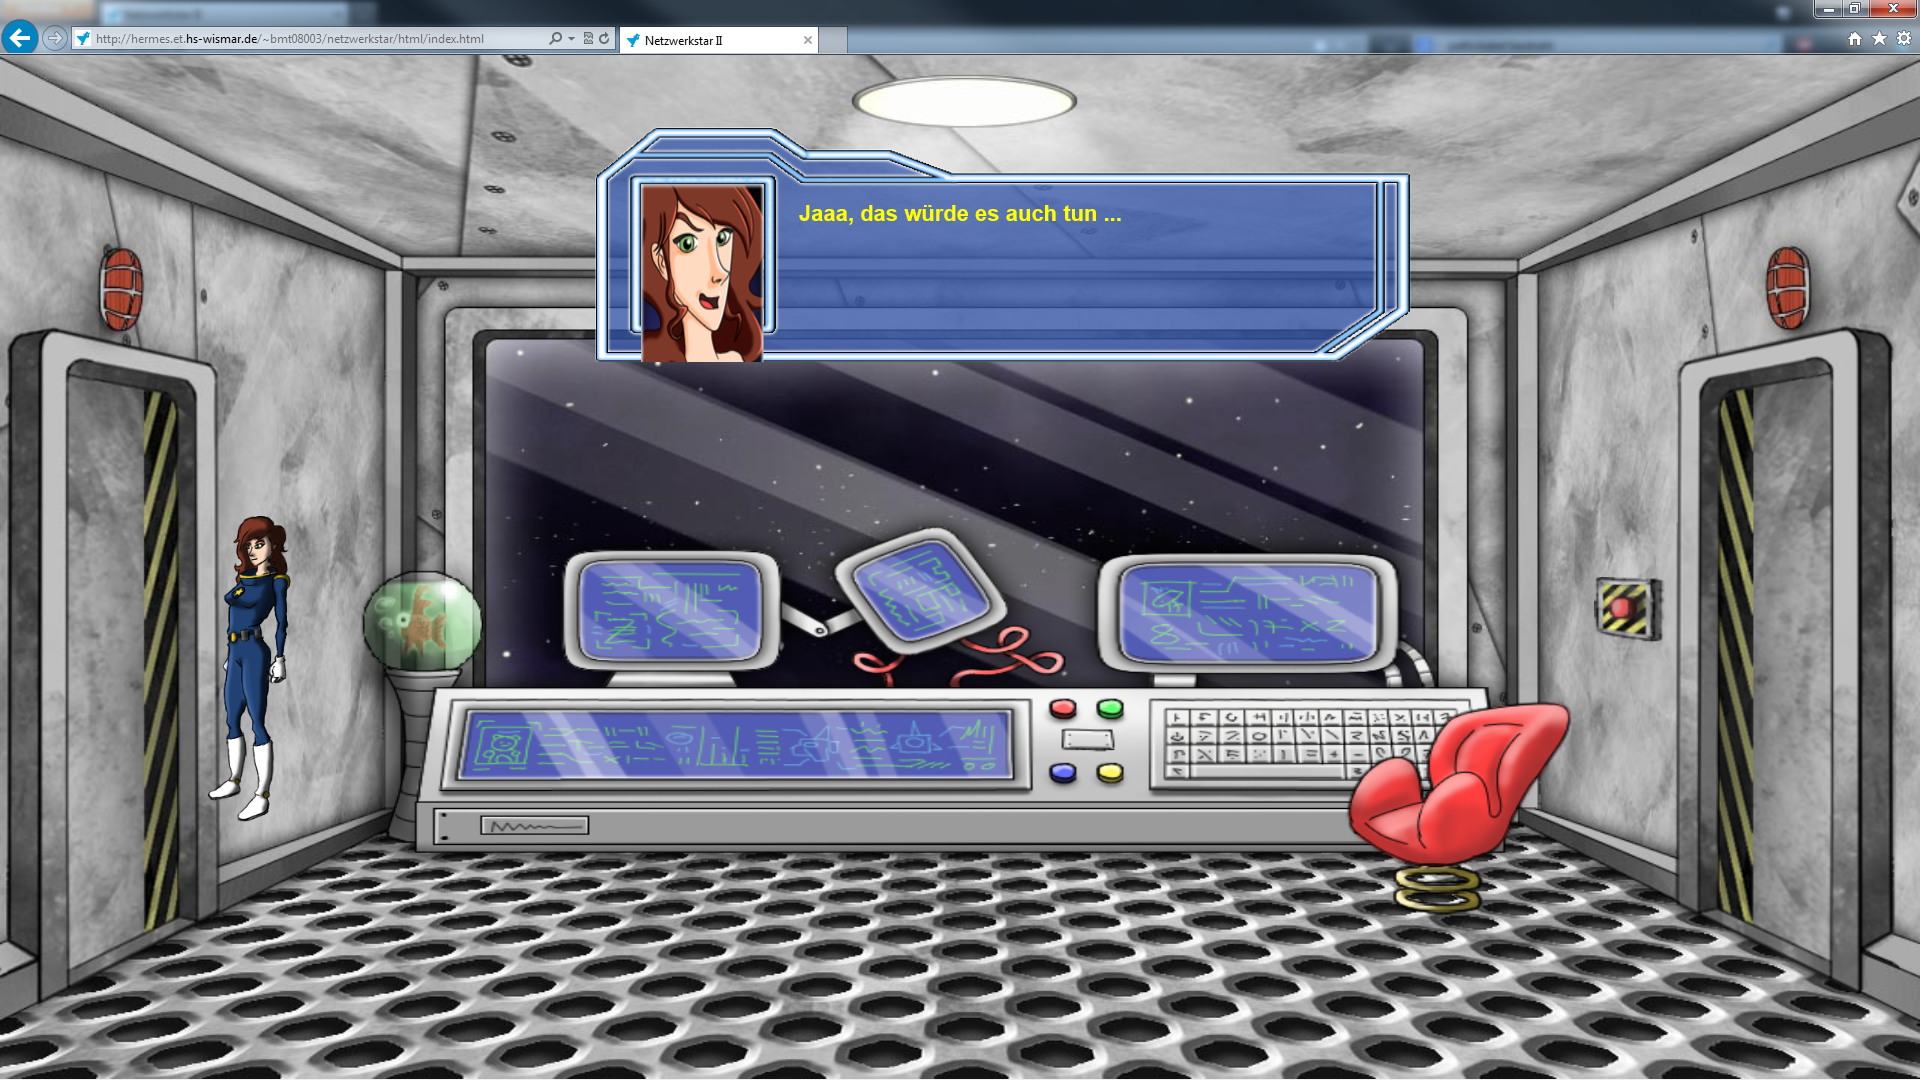 http://hermes.et.hs-wismar.de/~bmt08003/netzwerkstar/html/index.html
Netzwerkstar II
Jaaa, das würde es auch tun ...